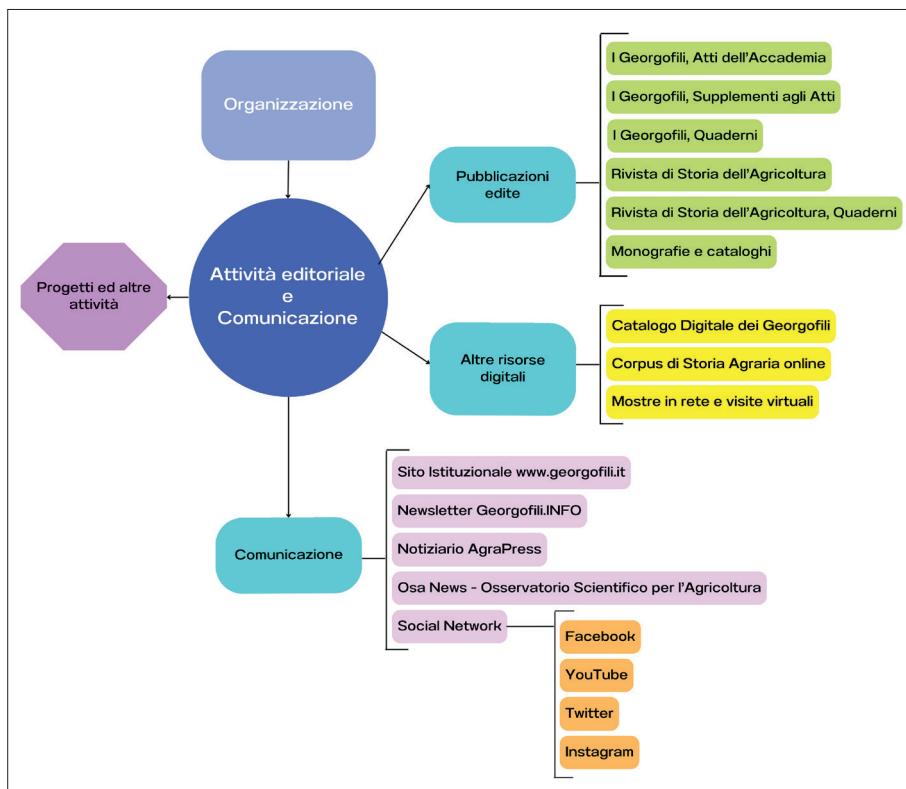 Organizzazione
Attività editoriale
e
Comunicazione
Progetti ed altre
attività
Pubblicazioni
edite
I Georgofili, Atti dell'Accademia
I Georgofili, Supplementi agli Atti
I Georgofili, Quaderni
Rivista di Storia dell'Agricoltura
Rivista di Storia dell'Agricoltura, Quaderni
Monografie e cataloghi
Altre risorse
digitali
Catalogo Digitale dei Georgofili
Corpus di Storia Agraria online
Mostre in rete e visite virtuali
Comunicazione
Sito Istituzionale www.georgofili.it
Newsletter Georgofili.INFO
Notiziario AgraPress
Osa News - Osservatorio Scientifico per l'Agricoltura
Social Network
Facebook
YouTube
Twitter
Instagram